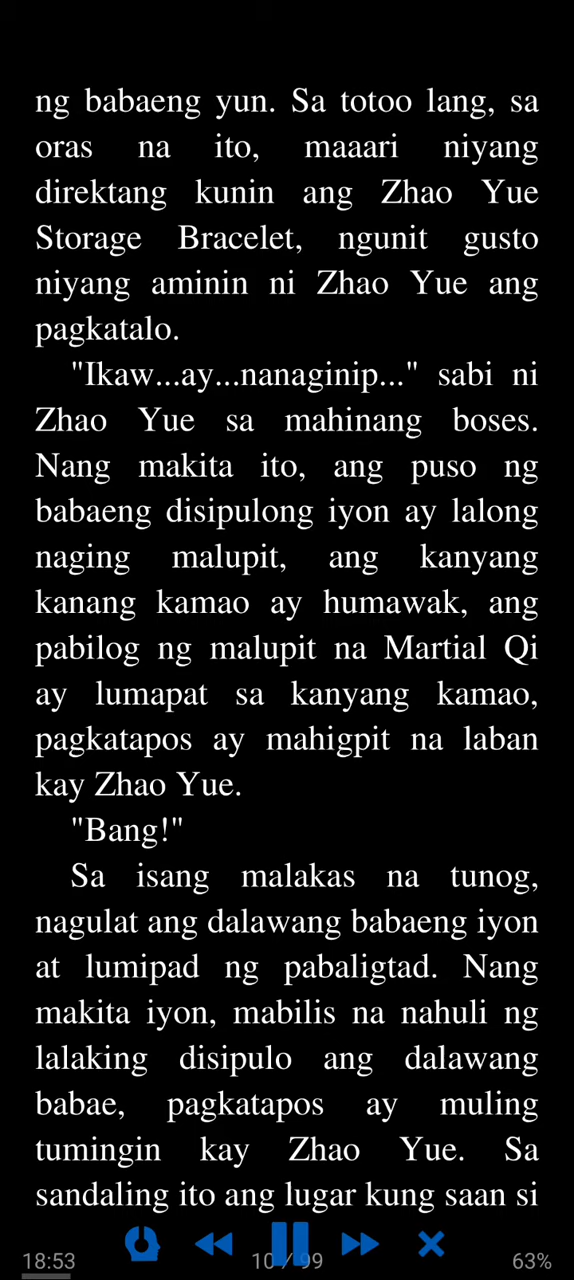 ng babaeng yun. Sa totoo lang, sa
oras na ito, maaari niyang
direktang kunin ang Zhao Yue
Storage Bracelet, ngunit gusto
niyang aminin ni Zhao Yue ang
pagkatalo.
"Ikaw...ay...nanaginip..." sabi ni
Zhao Yue sa mahinang boses.
Nang makita ito, ang puso ng
babaeng disipulong iyon ay lalong
naging malupit, ang kanyang
kanang kamao ay humawak, ang
pabilog ng malupit na Martial Qi
ay lumapat sa kanyang kamao,
pagkatapos ay mahigpit na laban
kay Zhao Yue.
"Bang!"
Sa isang malakas na tunog,
nagulat ang dalawang babaeng iyon
at lumipad ng pabaligtad. Nang
makita iyon, mabilis na nahuli ng
lalaking disipulo ang dalawang
babae, pagkatapos ay muling
tumingin kay Zhao Yue. Sa
sandaling ito ang lugar kung saan si
18:53 10 / 99 63%